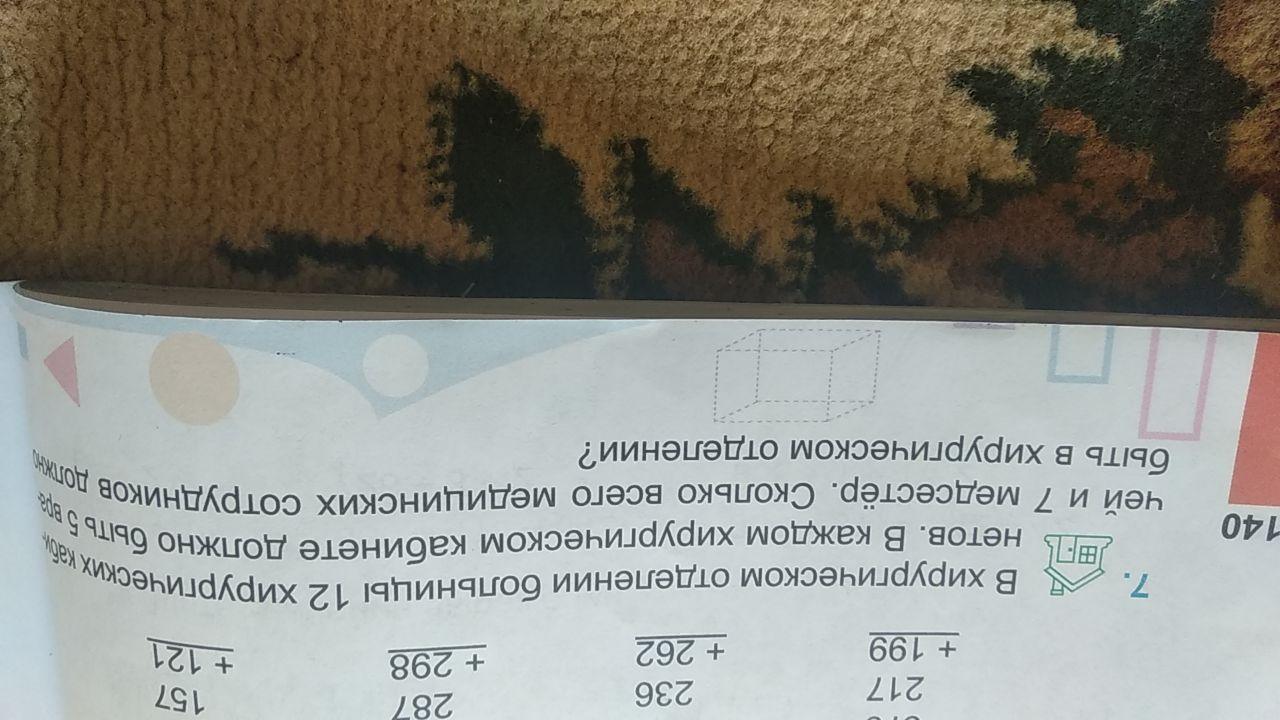 217 236 287 157
+ 199 + 262 + 298 + 121
7. В хирургическом отделении больницы 12 хирургических каби-
нетов. В каждом хирургическом кабинете должно быть 5 вра-
чей и 7 медсестёр. Сколько всего медицинских сотрудников должно
быть в хирургическом отделении?
140